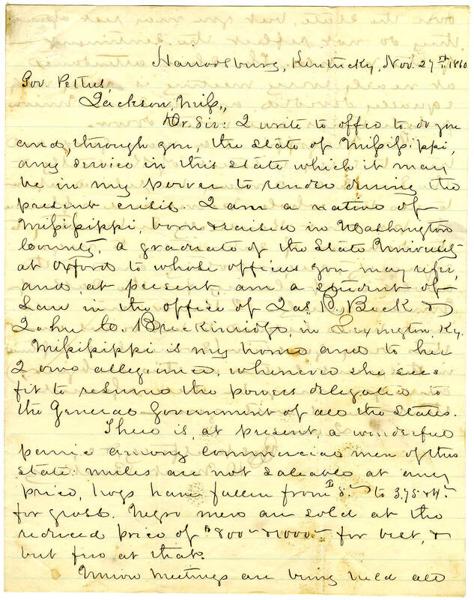 Harrodsburg, Kentucky, Nov. 27th, 1860
Gov. Pettus
Jackson, Miss.,
Dr. Sir: I write to offer to do you
and, through you, the State of Mississippi,
any service in this State which it may
be in my power to render during the
present crisis. I am a native of
Mississippi, born & raised in Washington
County, a graduate of the State University
at Oxford to whose officers you may refer,
and, at present, am a student of
Law in the office of Jas. B. Beck &
John C. Breckinridge, in Lexington Ky.
Mississippi is my home and to her
I owe allegiance, whenever she sees
fit to resume the powers delegated to
the General Government of all the States.
There is, at present, a wonderful
panic among commercial men of this
State: mules are not saleable at any
price, hogs have fallen from $8 to 3,75 & 4
for gross. Negro men are sold at the
reduced price of $800 & 1000 for best, &
but few at that.
Union meetings are being held all